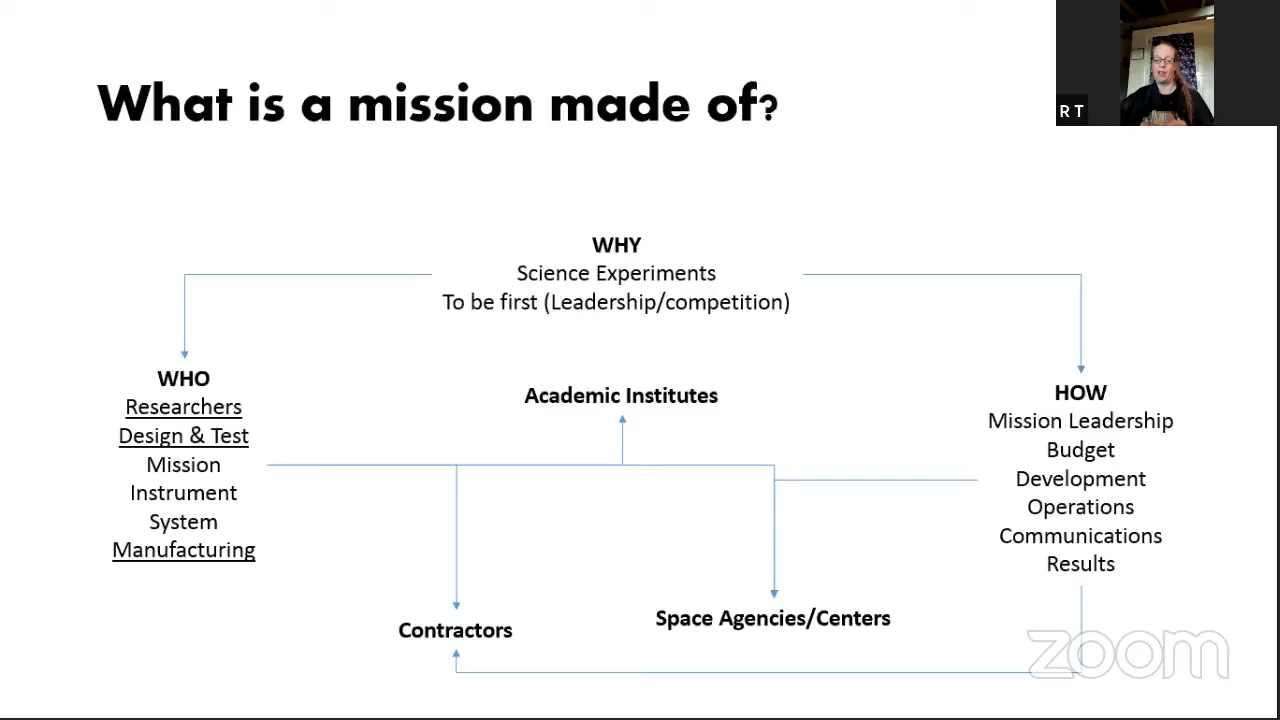 What is a mission made of?
R T
WHY
Science Experiments
To be first (Leadership/competition)
WHO
Researchers
Design & Test
Mission
Instrument
System
Manufacturing
Academic Institutes
HOW
Mission Leadership
Budget
Development
Operations
Communications
Results
Contractors
Space Agencies/Centers
zoom